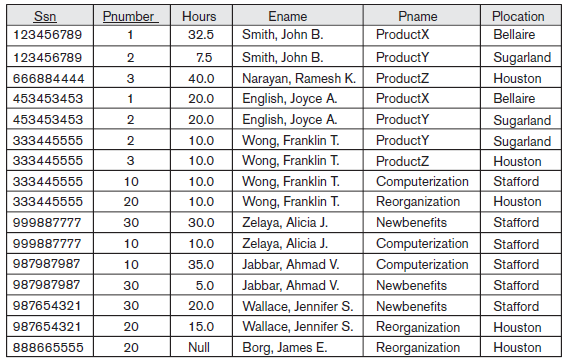 Ssn Pnumber Hours Ename Pname Plocation
123456789 1 32.5 Smith, John B. ProductX Bellaire
123456789 2 7.5 Smith, John B. ProductY Sugarland
666884444 3 40.0 Narayan, Ramesh K. ProductZ Houston
453453453 1 20.0 English, Joyce A. ProductX Bellaire
453453453 2 20.0 English, Joyce A. ProductY Sugarland
333445555 2 10.0 Wong, Franklin T. ProductY Sugarland
333445555 3 10.0 Wong, Franklin T. ProductZ Houston
333445555 10 10.0 Wong, Franklin T. Computerization Stafford
333445555 20 10.0 Wong, Franklin T. Reorganization Houston
999887777 30 30.0 Zelaya, Alicia J. Newbenefits Stafford
999887777 10 10.0 Zelaya, Alicia J. Computerization Stafford
987987987 10 35.0 Jabbar, Ahmad V. Computerization Stafford
987987987 30 5.0 Jabbar, Ahmad V. Newbenefits Stafford
987654321 30 20.0 Wallace, Jennifer S. Newbenefits Stafford
987654321 20 15.0 Wallace, Jennifer S. Reorganization Houston
888665555 20 Null Borg, James E. Reorganization Houston